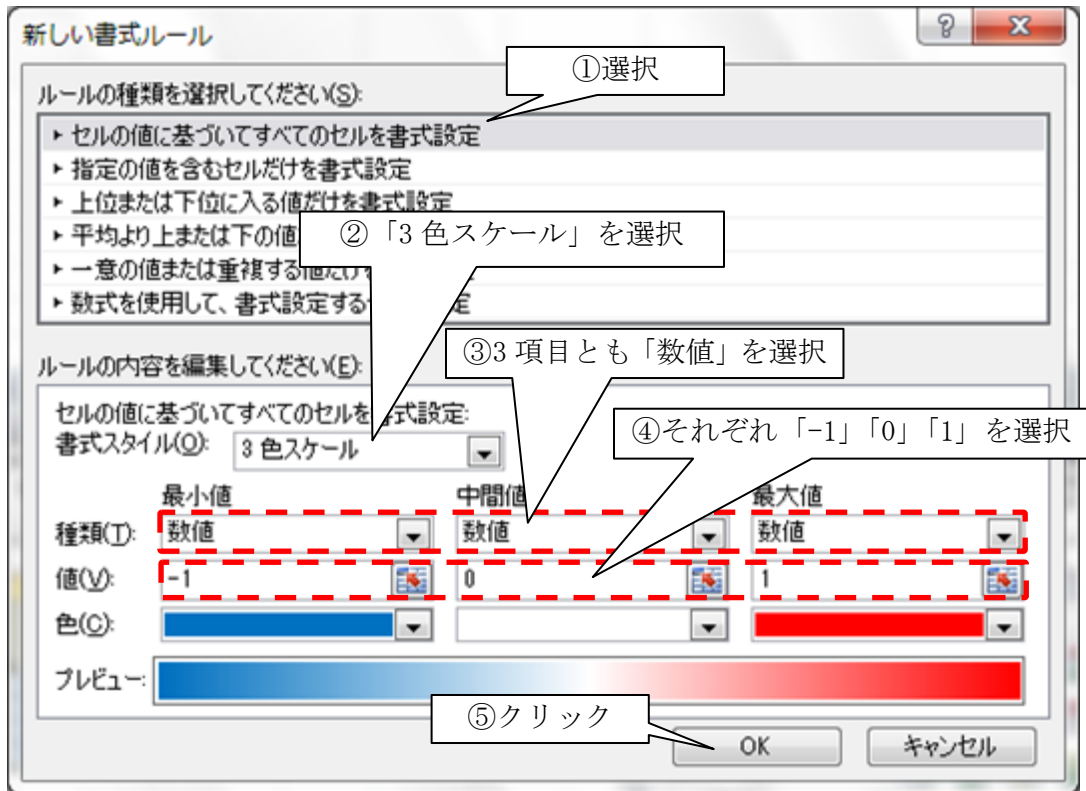 新しい書式ルール
①選択
ルールの種類を選択してください(S):
セルの値に基づいてすべてのセルを書式設定
指定の値を含むセルだけを書式設定
上位または下位に入る値だけを書式設定
平均より上または下の値
②「3色スケール」を選択
一意の値または重複する値だけを
数式を使用して、書式設定する 定
③3項目とも「数値」を選択
ルールの内容を編集してください(E):
セルの値に基づいてすべてのセルを書式設定:
④それぞれ「-1」「0」「1」を選択
書式スタイル(O): 3 色スケール
最小値 中間値 最大値
種類(T): 数値 数値 数値
値(V): -1 0 1
色(C):
プレビュー:
⑤クリック
OK キャンセル